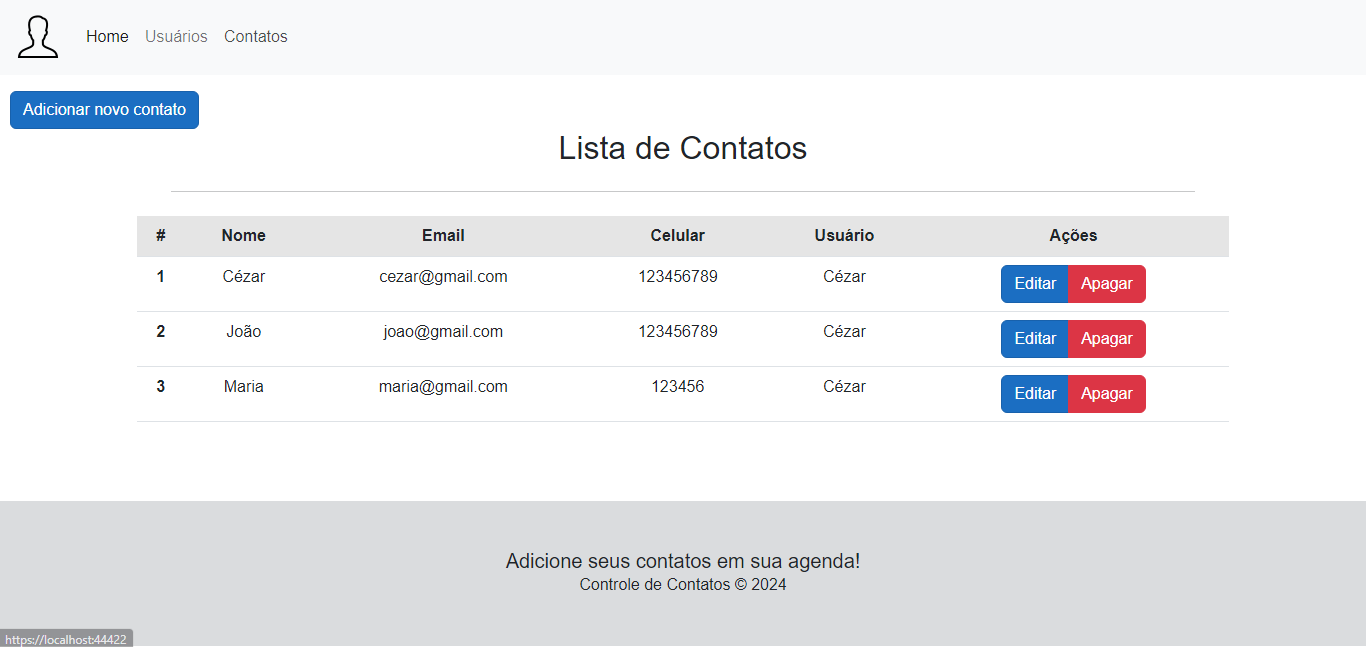 Home Usuários Contatos
Adicionar novo contato
Lista de Contatos
# Nome Email Celular Usuário Ações
1 Cézar cezar@gmail.com 123456789 Cézar Editar Apagar
2 João joao@gmail.com 123456789 Cézar Editar Apagar
3 Maria maria@gmail.com 123456 Cézar Editar Apagar
Adicione seus contatos em sua agenda!
Controle de Contatos © 2024
https://localhost:44422